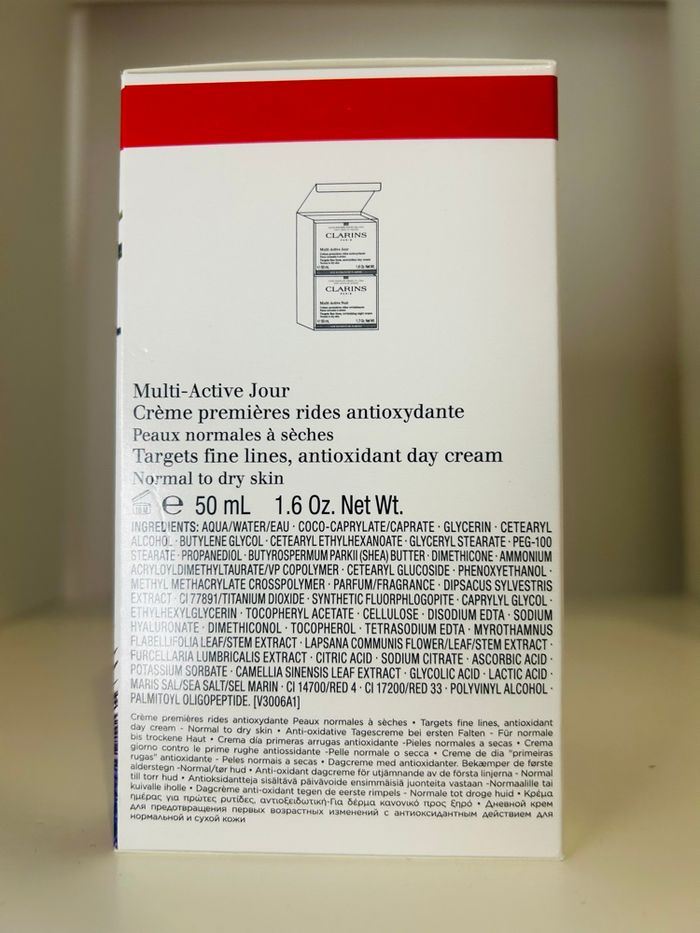 CLARINS
PARIS
Multi-Active Jour
CLARINS
PARIS
Multi-Active Nuit
Multi-Active Jour
Crème premières rides antioxydante
Peaux normales à sèches
Targets fine lines, antioxidant day cream
Normal to dry skin
℮ 50 mL 1.6 Oz. Net Wt.
INGREDIENTS: AQUA/WATER/EAU · COCO-CAPRYLATE/CAPRATE · GLYCERIN · CETEARYL
ALCOHOL · BUTYLENE GLYCOL · CETEARYL ETHYLHEXANOATE · GLYCERYL STEARATE · PEG-100
STEARATE · PROPANEDIOL · BUTYROSPERMUM PARKII (SHEA) BUTTER · DIMETHICONE · AMMONIUM
ACRYLOYLDIMETHYLTAURATE/VP COPOLYMER · CETEARYL GLUCOSIDE · PHENOXYETHANOL ·
METHYL METHACRYLATE CROSSPOLYMER · PARFUM/FRAGRANCE · DIPSACUS SYLVESTRIS
EXTRACT · CI 77891/TITANIUM DIOXIDE · SYNTHETIC FLUORPHLOGOPITE · CAPRYLYL GLYCOL ·
ETHYLHEXYLGLYCERIN · TOCOPHERYL ACETATE · CELLULOSE · DISODIUM EDTA · SODIUM
HYALURONATE · DIMETHICONOL · TOCOPHEROL · TETRASODIUM EDTA · MYROTHAMNUS
FLABELLIFOLIA LEAF/STEM EXTRACT · LAPSANA COMMUNIS FLOWER/LEAF/STEM EXTRACT ·
FURCELLARIA LUMBRICALIS EXTRACT · CITRIC ACID · SODIUM CITRATE · ASCORBIC ACID ·
POTASSIUM SORBATE · CAMELLIA SINENSIS LEAF EXTRACT · GLYCOLIC ACID · LACTIC ACID ·
MARIS SAL/SEA SALT/SEL MARIN · CI 14700/RED 4 · CI 17200/RED 33 · POLYVINYL ALCOHOL ·
PALMITOYL OLIGOPEPTIDE. [V3006A1]
Crème premières rides antioxydante Peaux normales à sèches • Targets fine lines, antioxidant
day cream - Normal to dry skin • Anti-oxidative Tagescreme bei ersten Falten - Für normale
bis trockene Haut • Crema día primeras arrugas antioxidante -Pieles normales a secas • Crema
giorno contro le prime rughe antiossidante -Pelle normale o secca • Creme de dia "primeiras
rugas" antioxidante - Peles normais a secas • Dagcreme med antioxidanter. Bekæmper de første
alderstegn -Normal/tør hud • Anti-oxidant dagcreme för utjämnande av de första linjerna - Normal
till torr hud • Antioksidantteja sisältävä päivävoide ensimmäisiä juonteita vastaan -Normaalille tai
kuivalle iholle • Dagcrème anti-oxidant tegen de eerste rimpels - Normale tot droge huid • Κρέμα
ημέρας για πρώτες ρυτίδες, αντιοξειδωτική-Για δέρμα κανονικό προς ξηρό • Дневной крем
для предотвращения первых возрастных изменений с антиоксидантным действием для
нормальной и сухой кожи